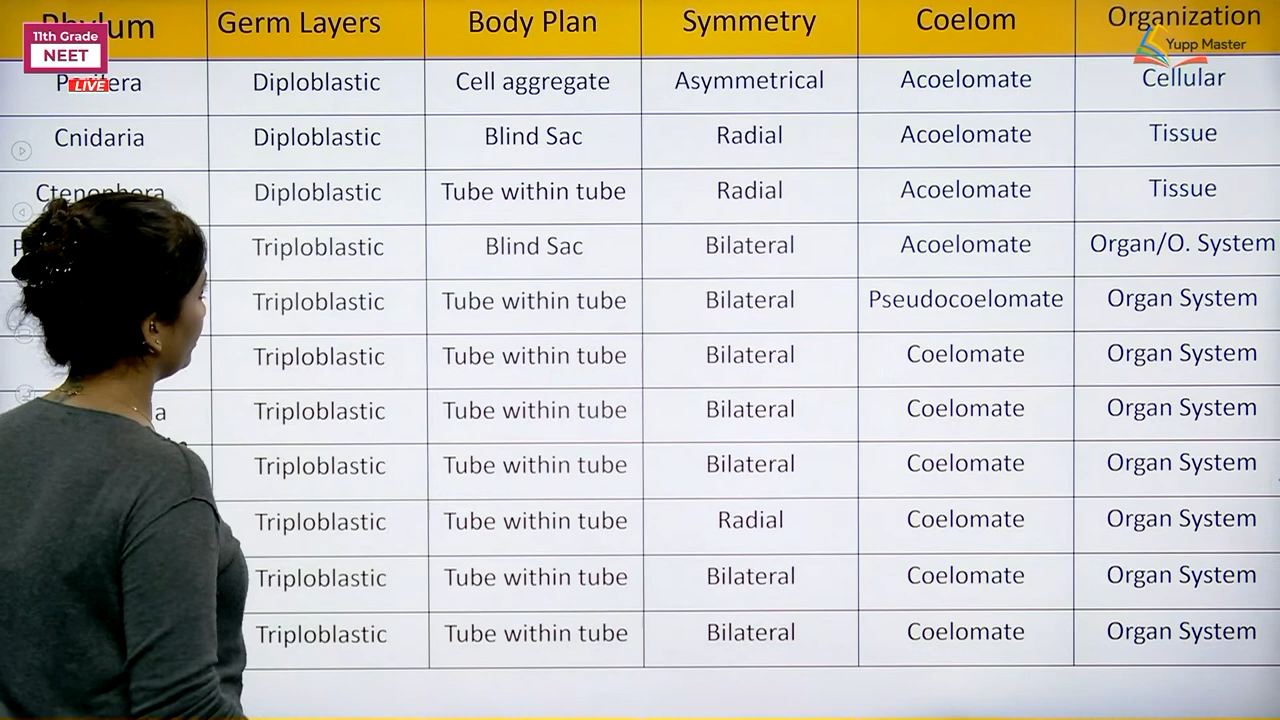 Phylum Germ Layers Body Plan Symmetry Coelom Organization
11th Grade
NEET
LIVE
Yupp Master
Porifera Diploblastic Cell aggregate Asymmetrical Acoelomate Cellular
Cnidaria Diploblastic Blind Sac Radial Acoelomate Tissue
Ctenophora Diploblastic Tube within tube Radial Acoelomate Tissue
Triploblastic Blind Sac Bilateral Acoelomate Organ/O. System
Triploblastic Tube within tube Bilateral Pseudocoelomate Organ System
Triploblastic Tube within tube Bilateral Coelomate Organ System
Triploblastic Tube within tube Bilateral Coelomate Organ System
Triploblastic Tube within tube Bilateral Coelomate Organ System
Triploblastic Tube within tube Radial Coelomate Organ System
Triploblastic Tube within tube Bilateral Coelomate Organ System
Triploblastic Tube within tube Bilateral Coelomate Organ System